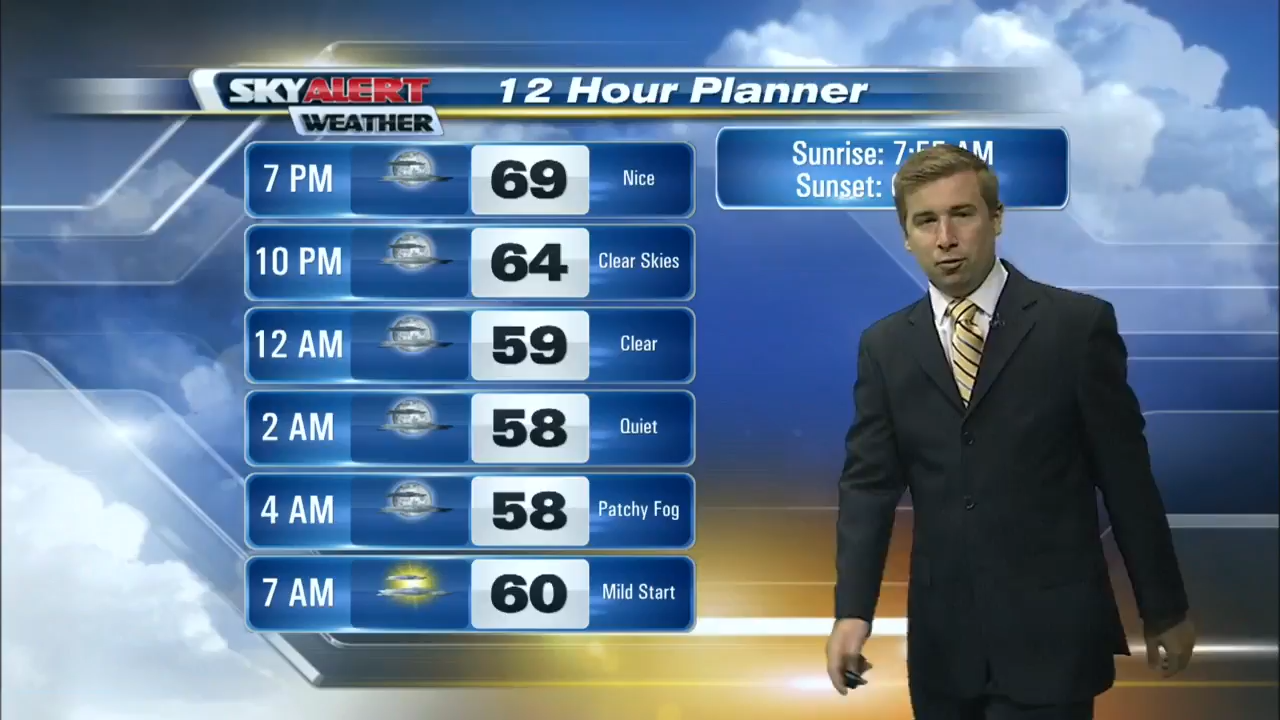 SKYALERT
WEATHER
12 Hour Planner
7 PM 69 Nice
10 PM 64 Clear Skies
12 AM 59 Clear
2 AM 58 Quiet
4 AM 58 Patchy Fog
7 AM 60 Mild Start
Sunrise: AM
Sunset: